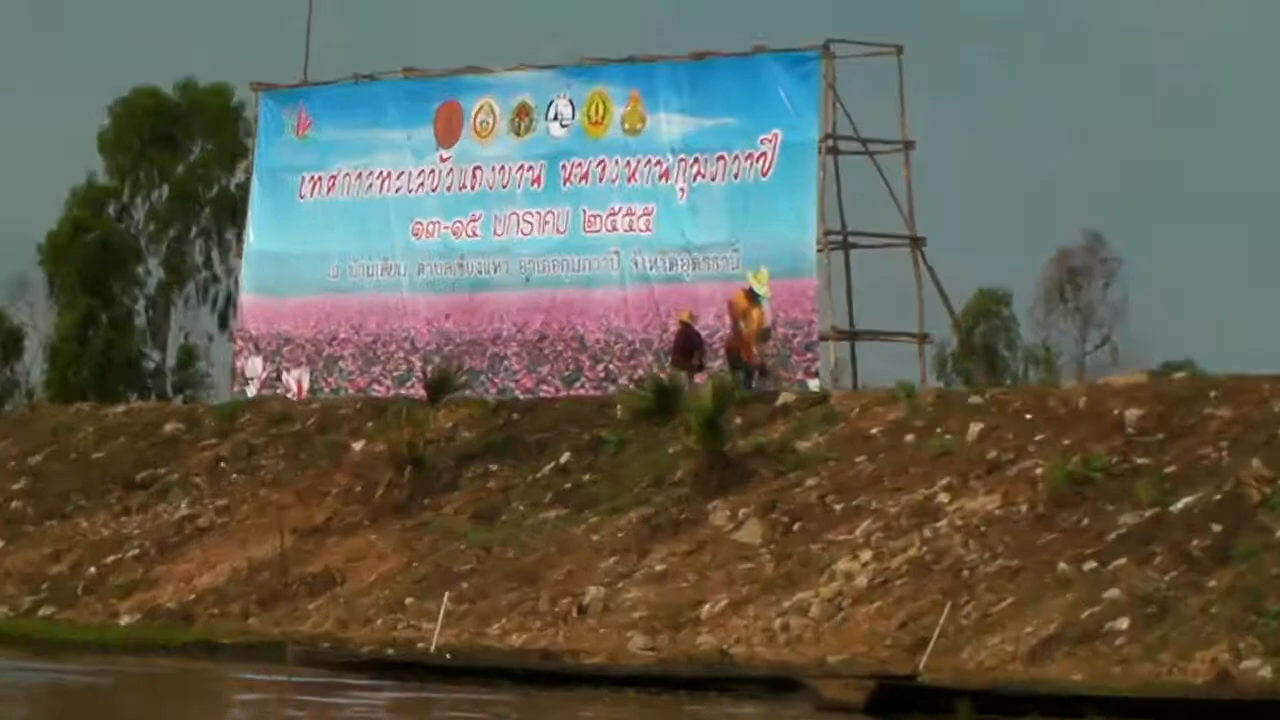 เทศกาลทะเลบัวแดงบาน หนองหานกุมภวาปี
๑๓-๑๕ มกราคม ๒๕๕๕
ณ บ้านเดียม ตำบลเชียงแหว อำเภอกุมภวาปี จังหวัดอุดรธานี